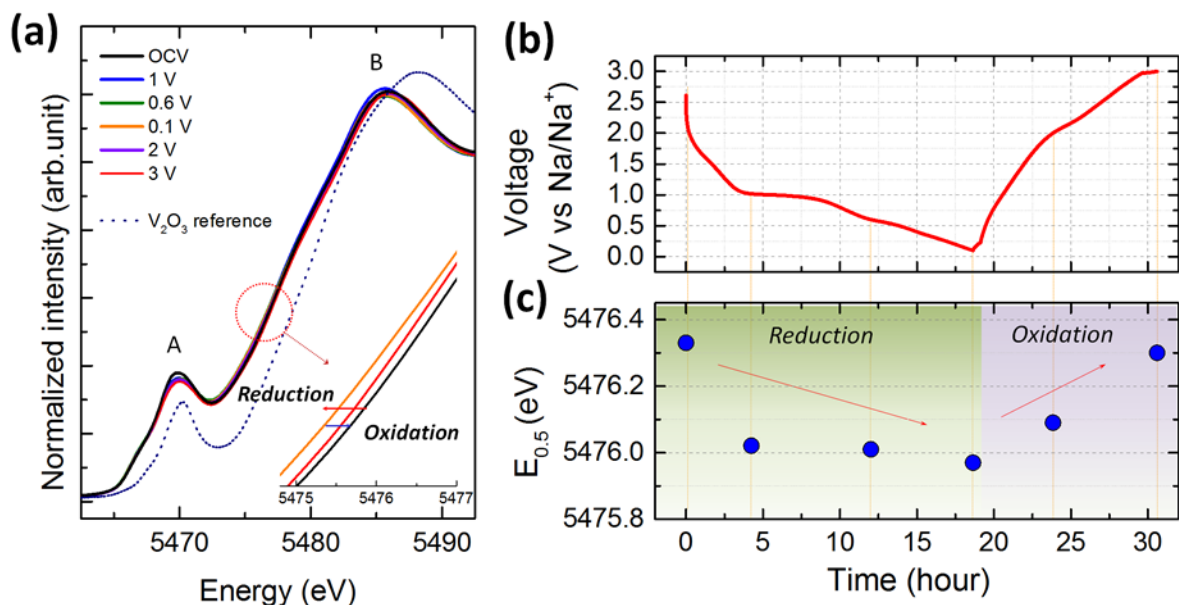 (a)
OCV
1 V
0.6 V
0.1 V
2 V
3 V
V₂O₃ reference
A
B
Reduction
Oxidation
5475 5476 5477
5470 5480 5490
Energy (eV)
Normalized intensity (arb.unit)
(b)
3.0
2.5
2.0
1.5
1.0
0.5
0.0
Voltage
(V vs Na/Na⁺)
(c)
Reduction Oxidation
5476.4
5476.2
5476.0
5475.8
E₀.₅ (eV)
0 5 10 15 20 25 30
Time (hour)